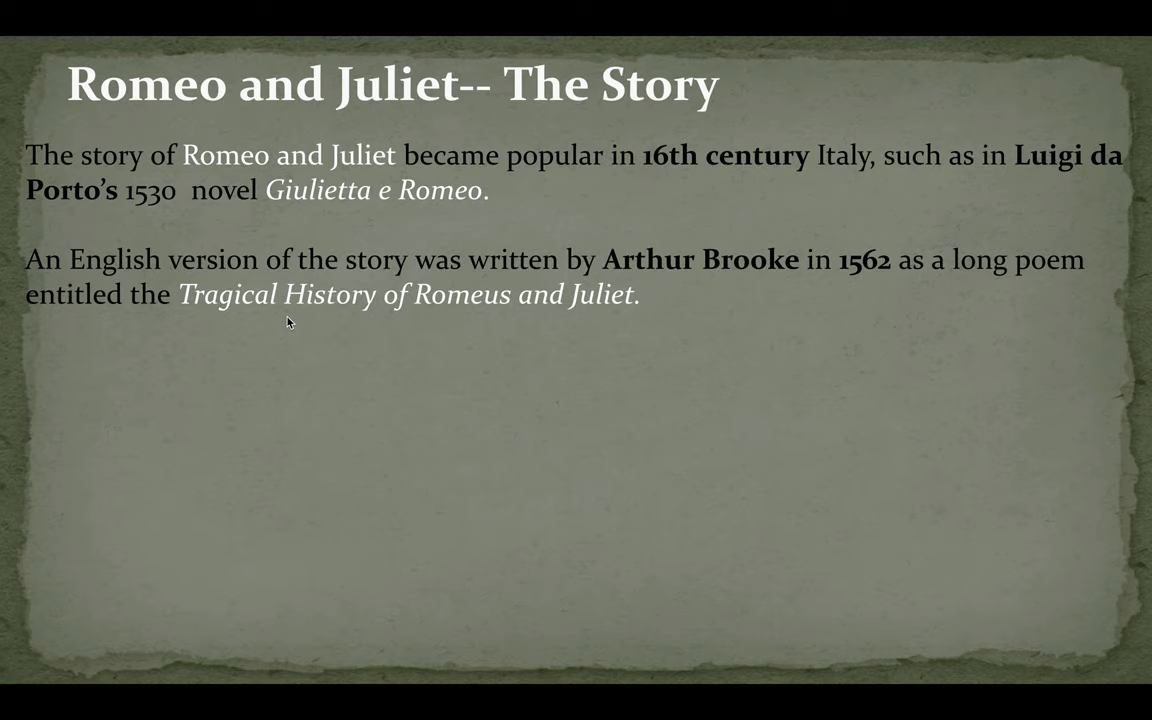 Romeo and Juliet-- The Story
The story of Romeo and Juliet became popular in 16th century Italy, such as in Luigi da
Porto’s 1530  novel Giulietta e Romeo.
An English version of the story was written by Arthur Brooke in 1562 as a long poem
entitled the Tragical History of Romeus and Juliet.